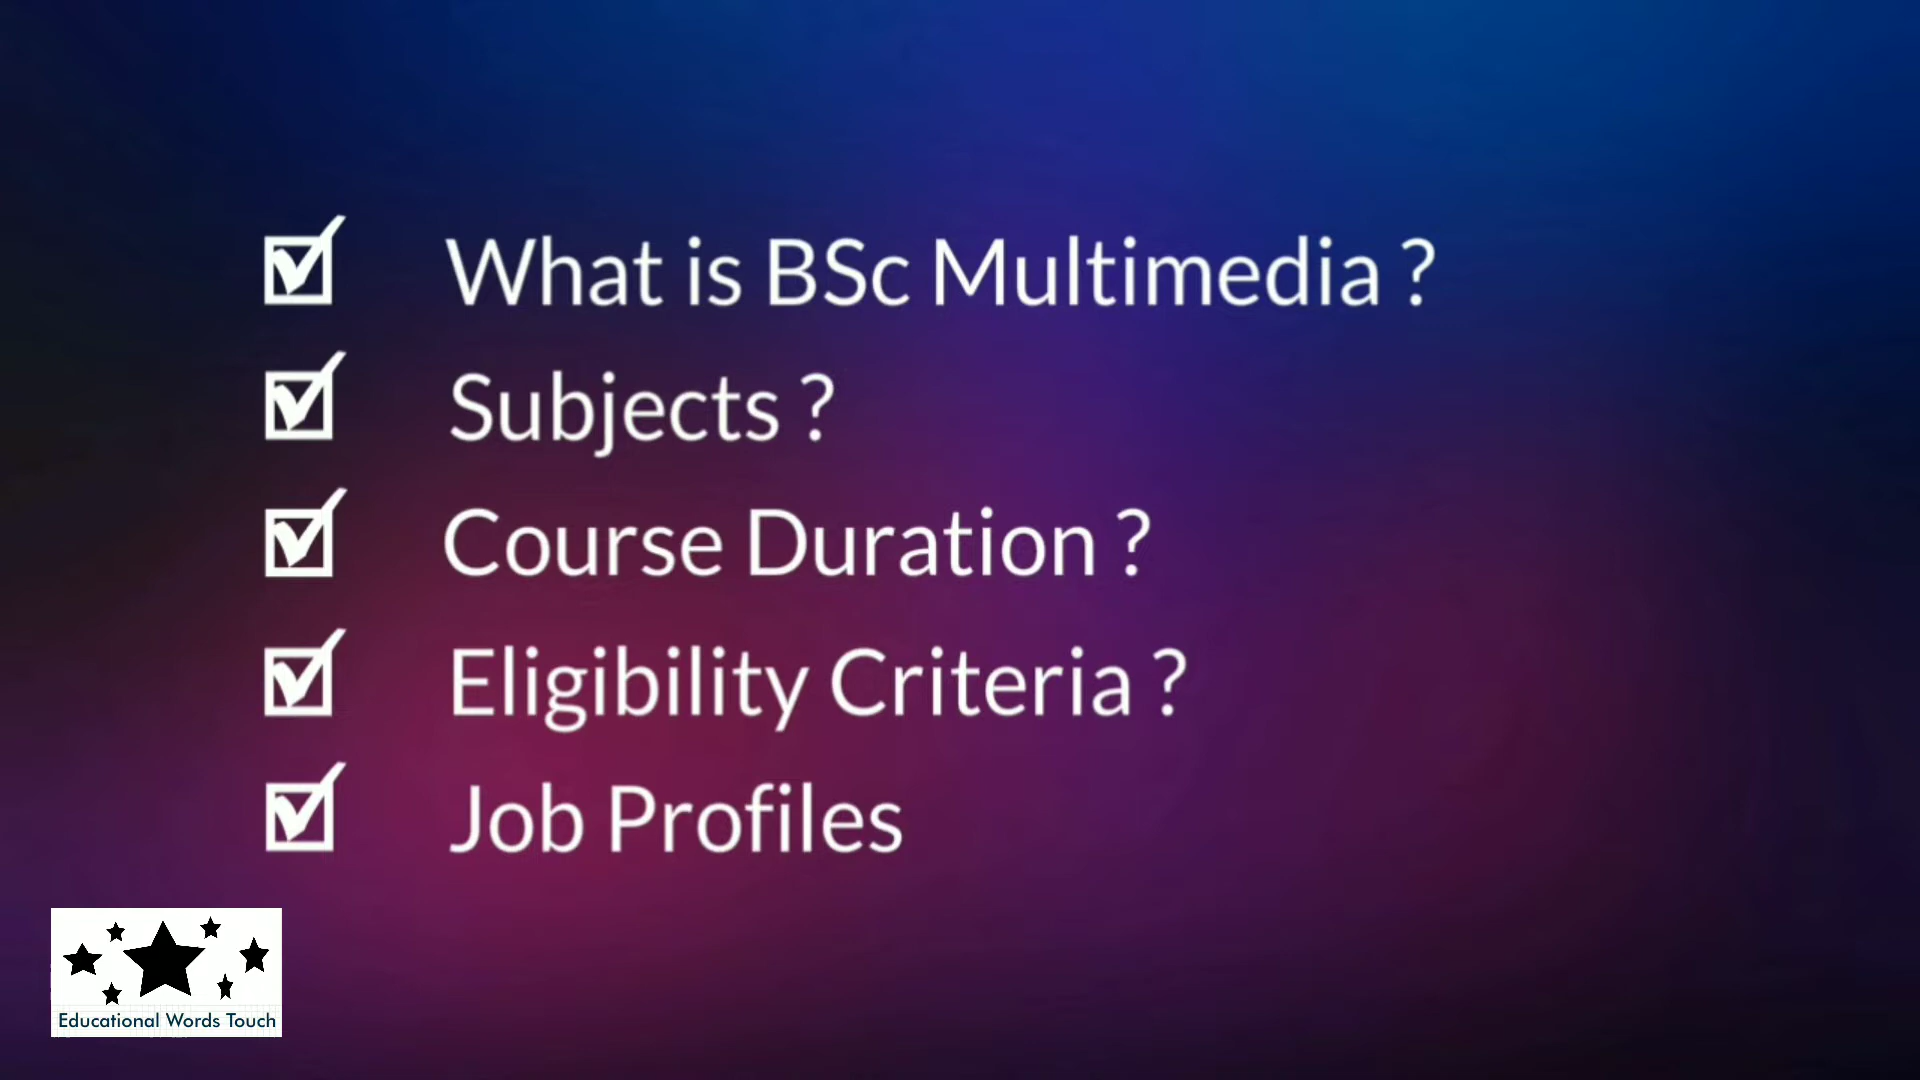 What is BSc Multimedia ?
Subjects ?
Course Duration ?
Eligibility Criteria ?
Job Profiles
Educational Words Touch